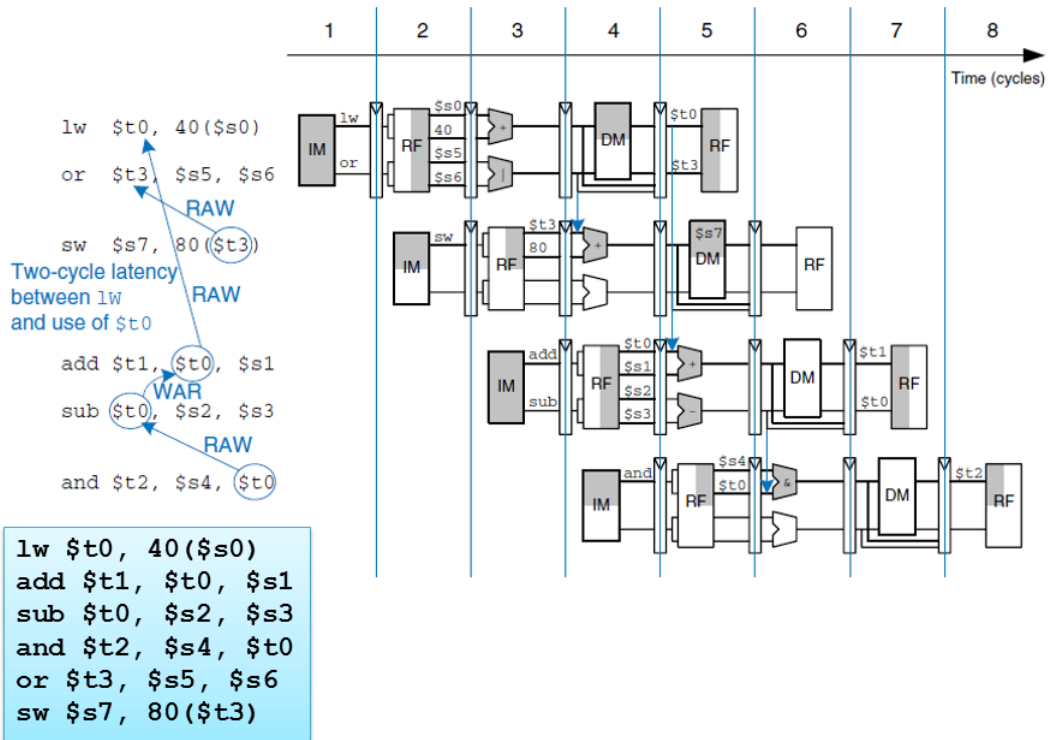 1 2 3 4 5 6 7 8
Time (cycles)
lw $t0, 40($s0)
or $t3, $s5, $s6
RAW
sw $s7, 80($t3)
Two-cycle latency
between lw
and use of $t0
RAW
add $t1, $t0, $s1
WAR
sub $t0, $s2, $s3
RAW
and $t2, $s4, $t0
IM
lw
or
RF
$s0
40
$s5
$s6
+
|
DM
$t0
$t3
RF
IM
sw
RF
$t3
80
+
$s7
DM
RF
IM
add
sub
RF
$t0
$s1
$s2
$s3
+
-
DM
$t1
$t0
RF
IM
and
RF
$s4
$t0
&
DM
$t2
RF
lw $t0, 40($s0)
add $t1, $t0, $s1
sub $t0, $s2, $s3
and $t2, $s4, $t0
or $t3, $s5, $s6
sw $s7, 80($t3)